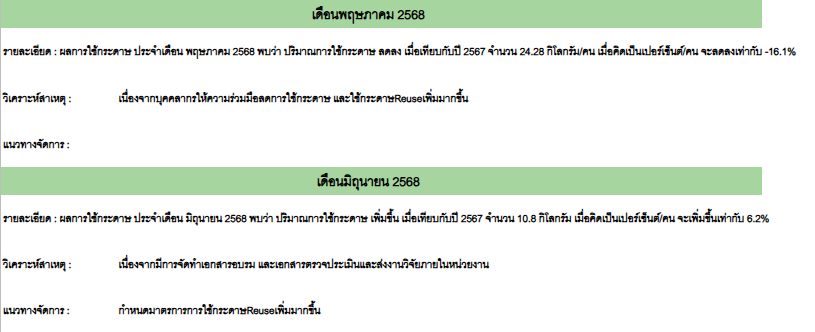 เดือนพฤษภาคม 2568
รายละเอียด : ผลการใช้กระดาษ ประจำเดือน พฤษภาคม 2568 พบว่า ปริมาณการใช้กระดาษ ลดลง เมื่อเทียบกับปี 2567 จำนวน 24.28 กิโลกรัม/คน เมื่อคิดเป็นเปอร์เซ็นต์/คน จะลดลงเท่ากับ -16.1%
วิเคราะห์สาเหตุ : เนื่องจากบุคคลากรให้ความร่วมมือลดการใช้กระดาษ และใช้กระดาษReuseเพิ่มมากขึ้น
แนวทางจัดการ :
เดือนมิถุนายน 2568
รายละเอียด : ผลการใช้กระดาษ ประจำเดือน มิถุนายน 2568 พบว่า ปริมาณการใช้กระดาษ เพิ่มขึ้น เมื่อเทียบกับปี 2567 จำนวน 10.8 กิโลกรัม เมื่อคิดเป็นเปอร์เซ็นต์/คน จะเพิ่มขึ้นเท่ากับ 6.2%
วิเคราะห์สาเหตุ : เนื่องจากมีการจัดทำเอกสารอบรม และเอกสารตรวจประเมินและส่งงานวิจัยภายในหน่วยงาน
แนวทางจัดการ : กำหนดมาตรการการใช้กระดาษReuseเพิ่มมากขึ้น